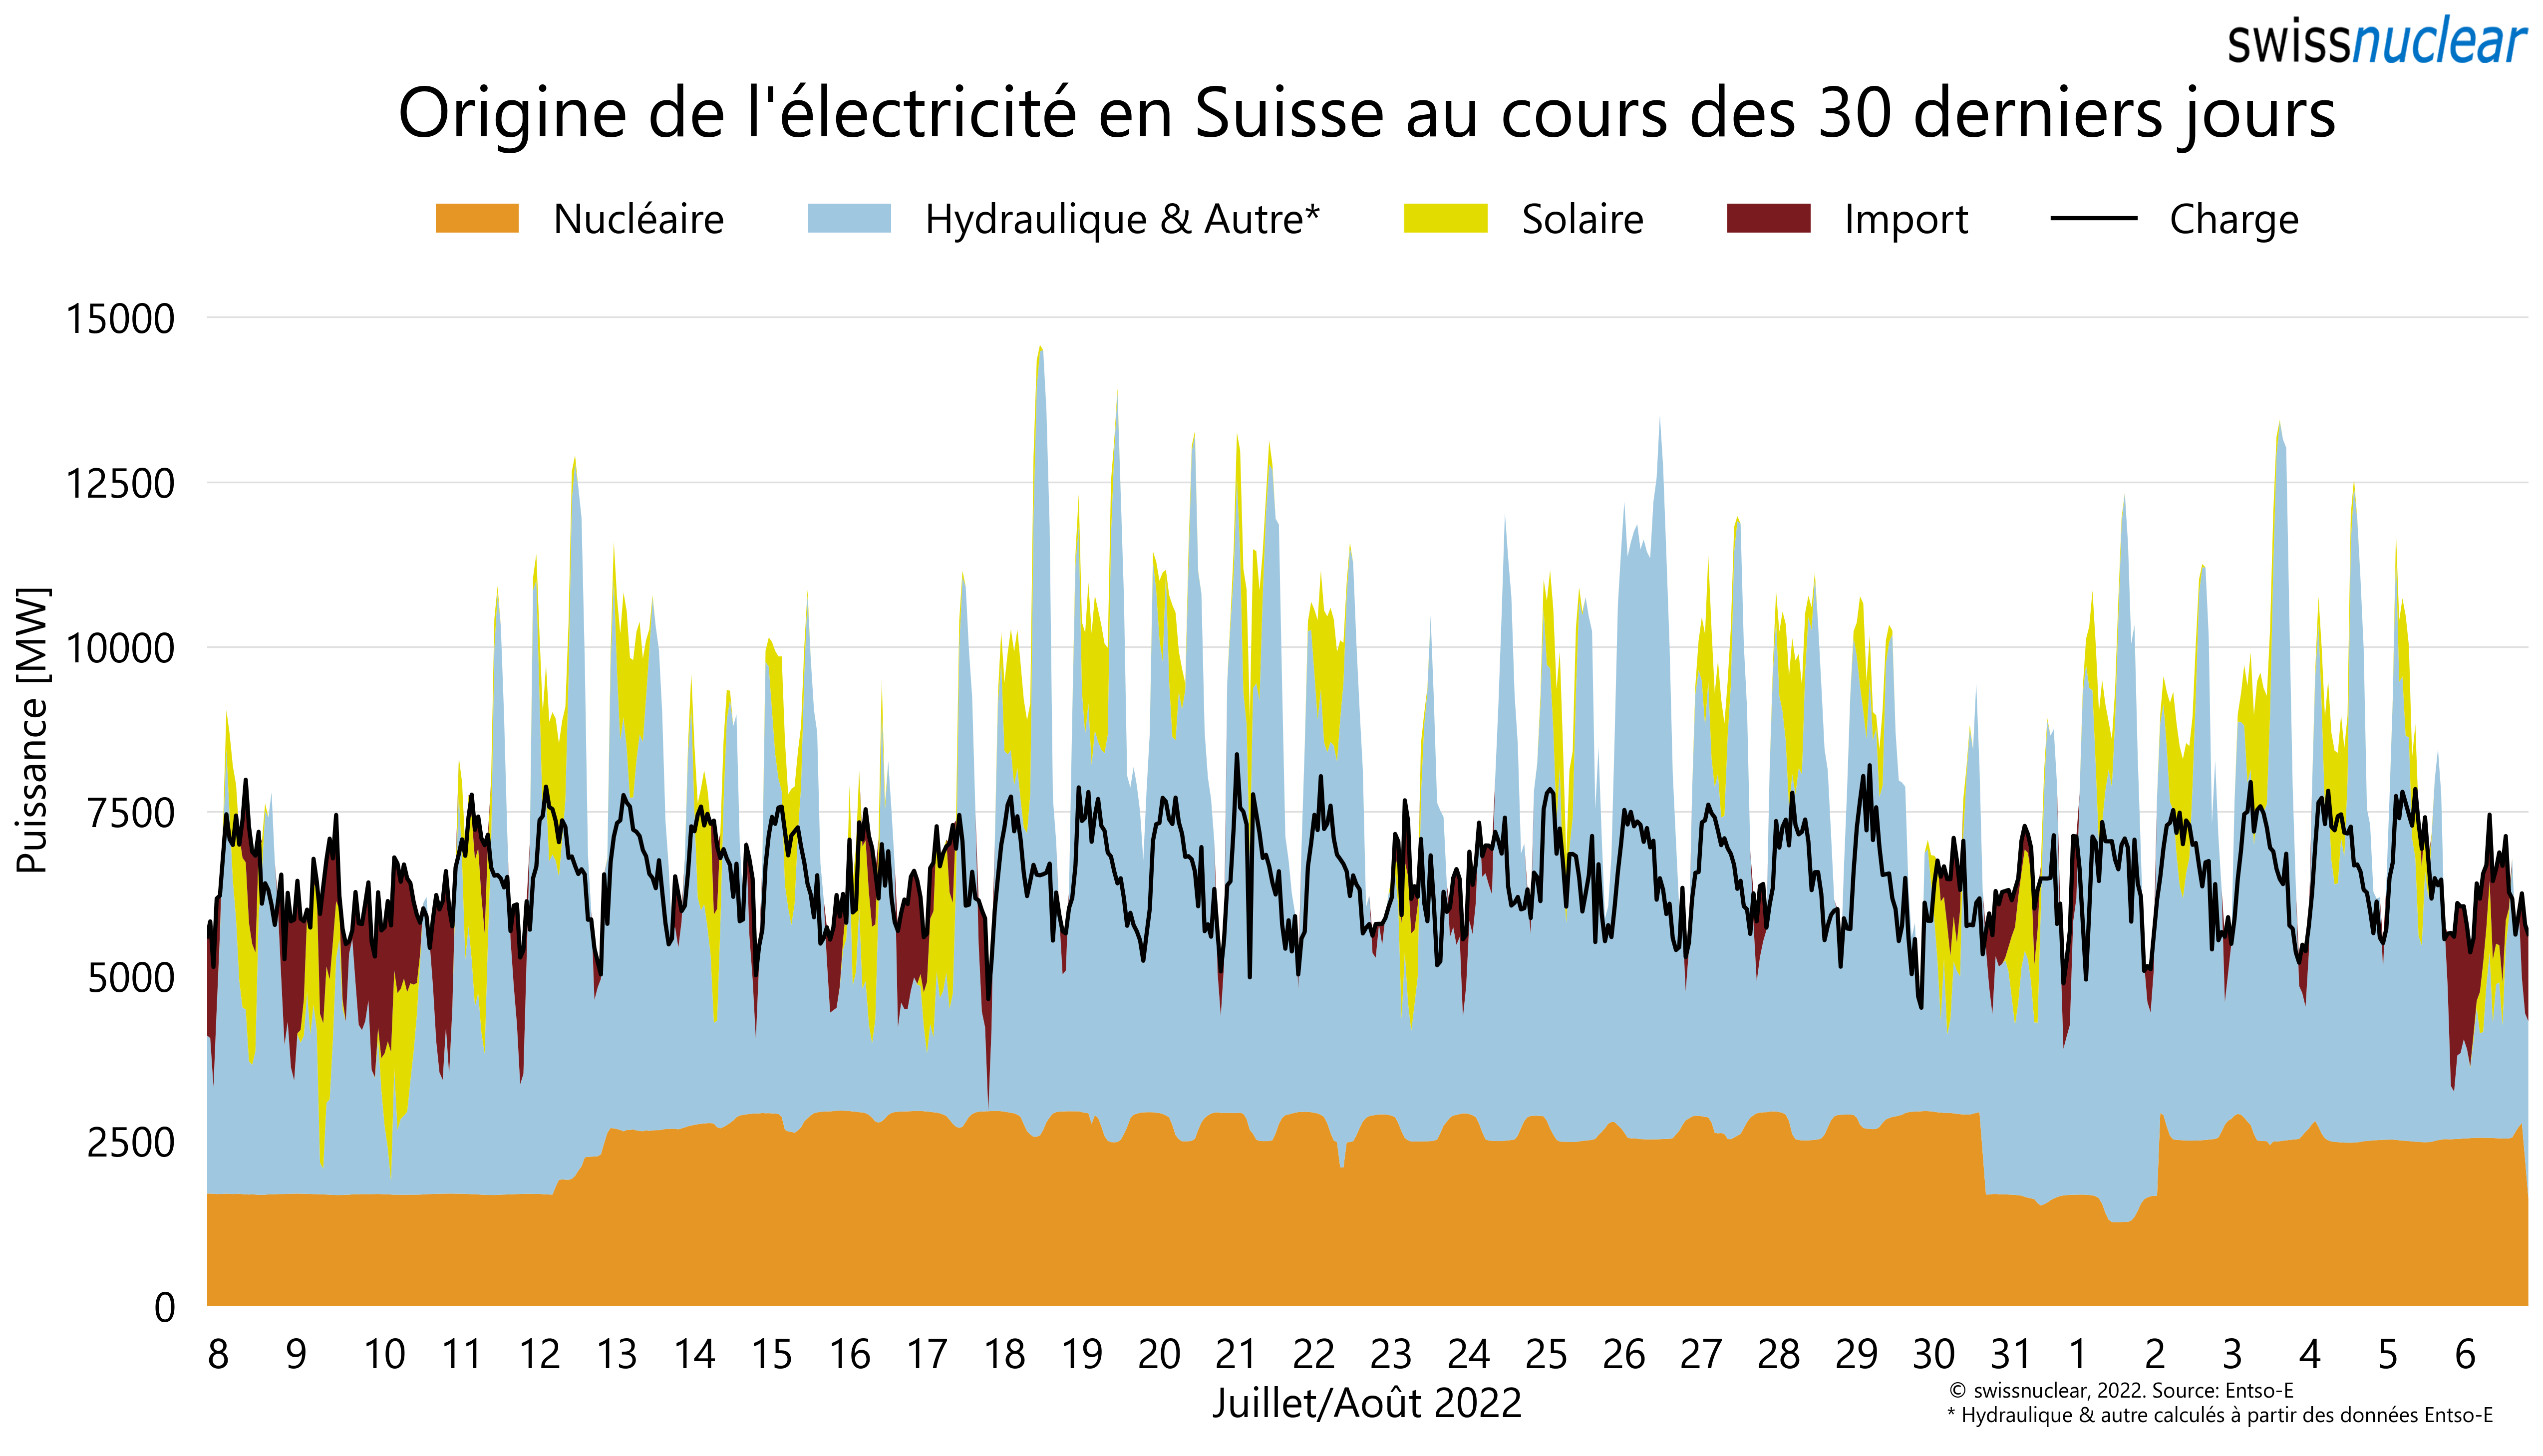 swissnuclear
Origine de l'électricité en Suisse au cours des 30 derniers jours
Nucléaire Hydraulique & Autre* Solaire Import Charge
Puissance [MW]
15000
12500
10000
7500
5000
2500
0
8 9 10 11 12 13 14 15 16 17 18 19 20 21 22 23 24 25 26 27 28 29 30 31 1 2 3 4 5 6
Juillet/Août 2022
© swissnuclear, 2022. Source: Entso-E
* Hydraulique & autre calculés à partir des données Entso-E